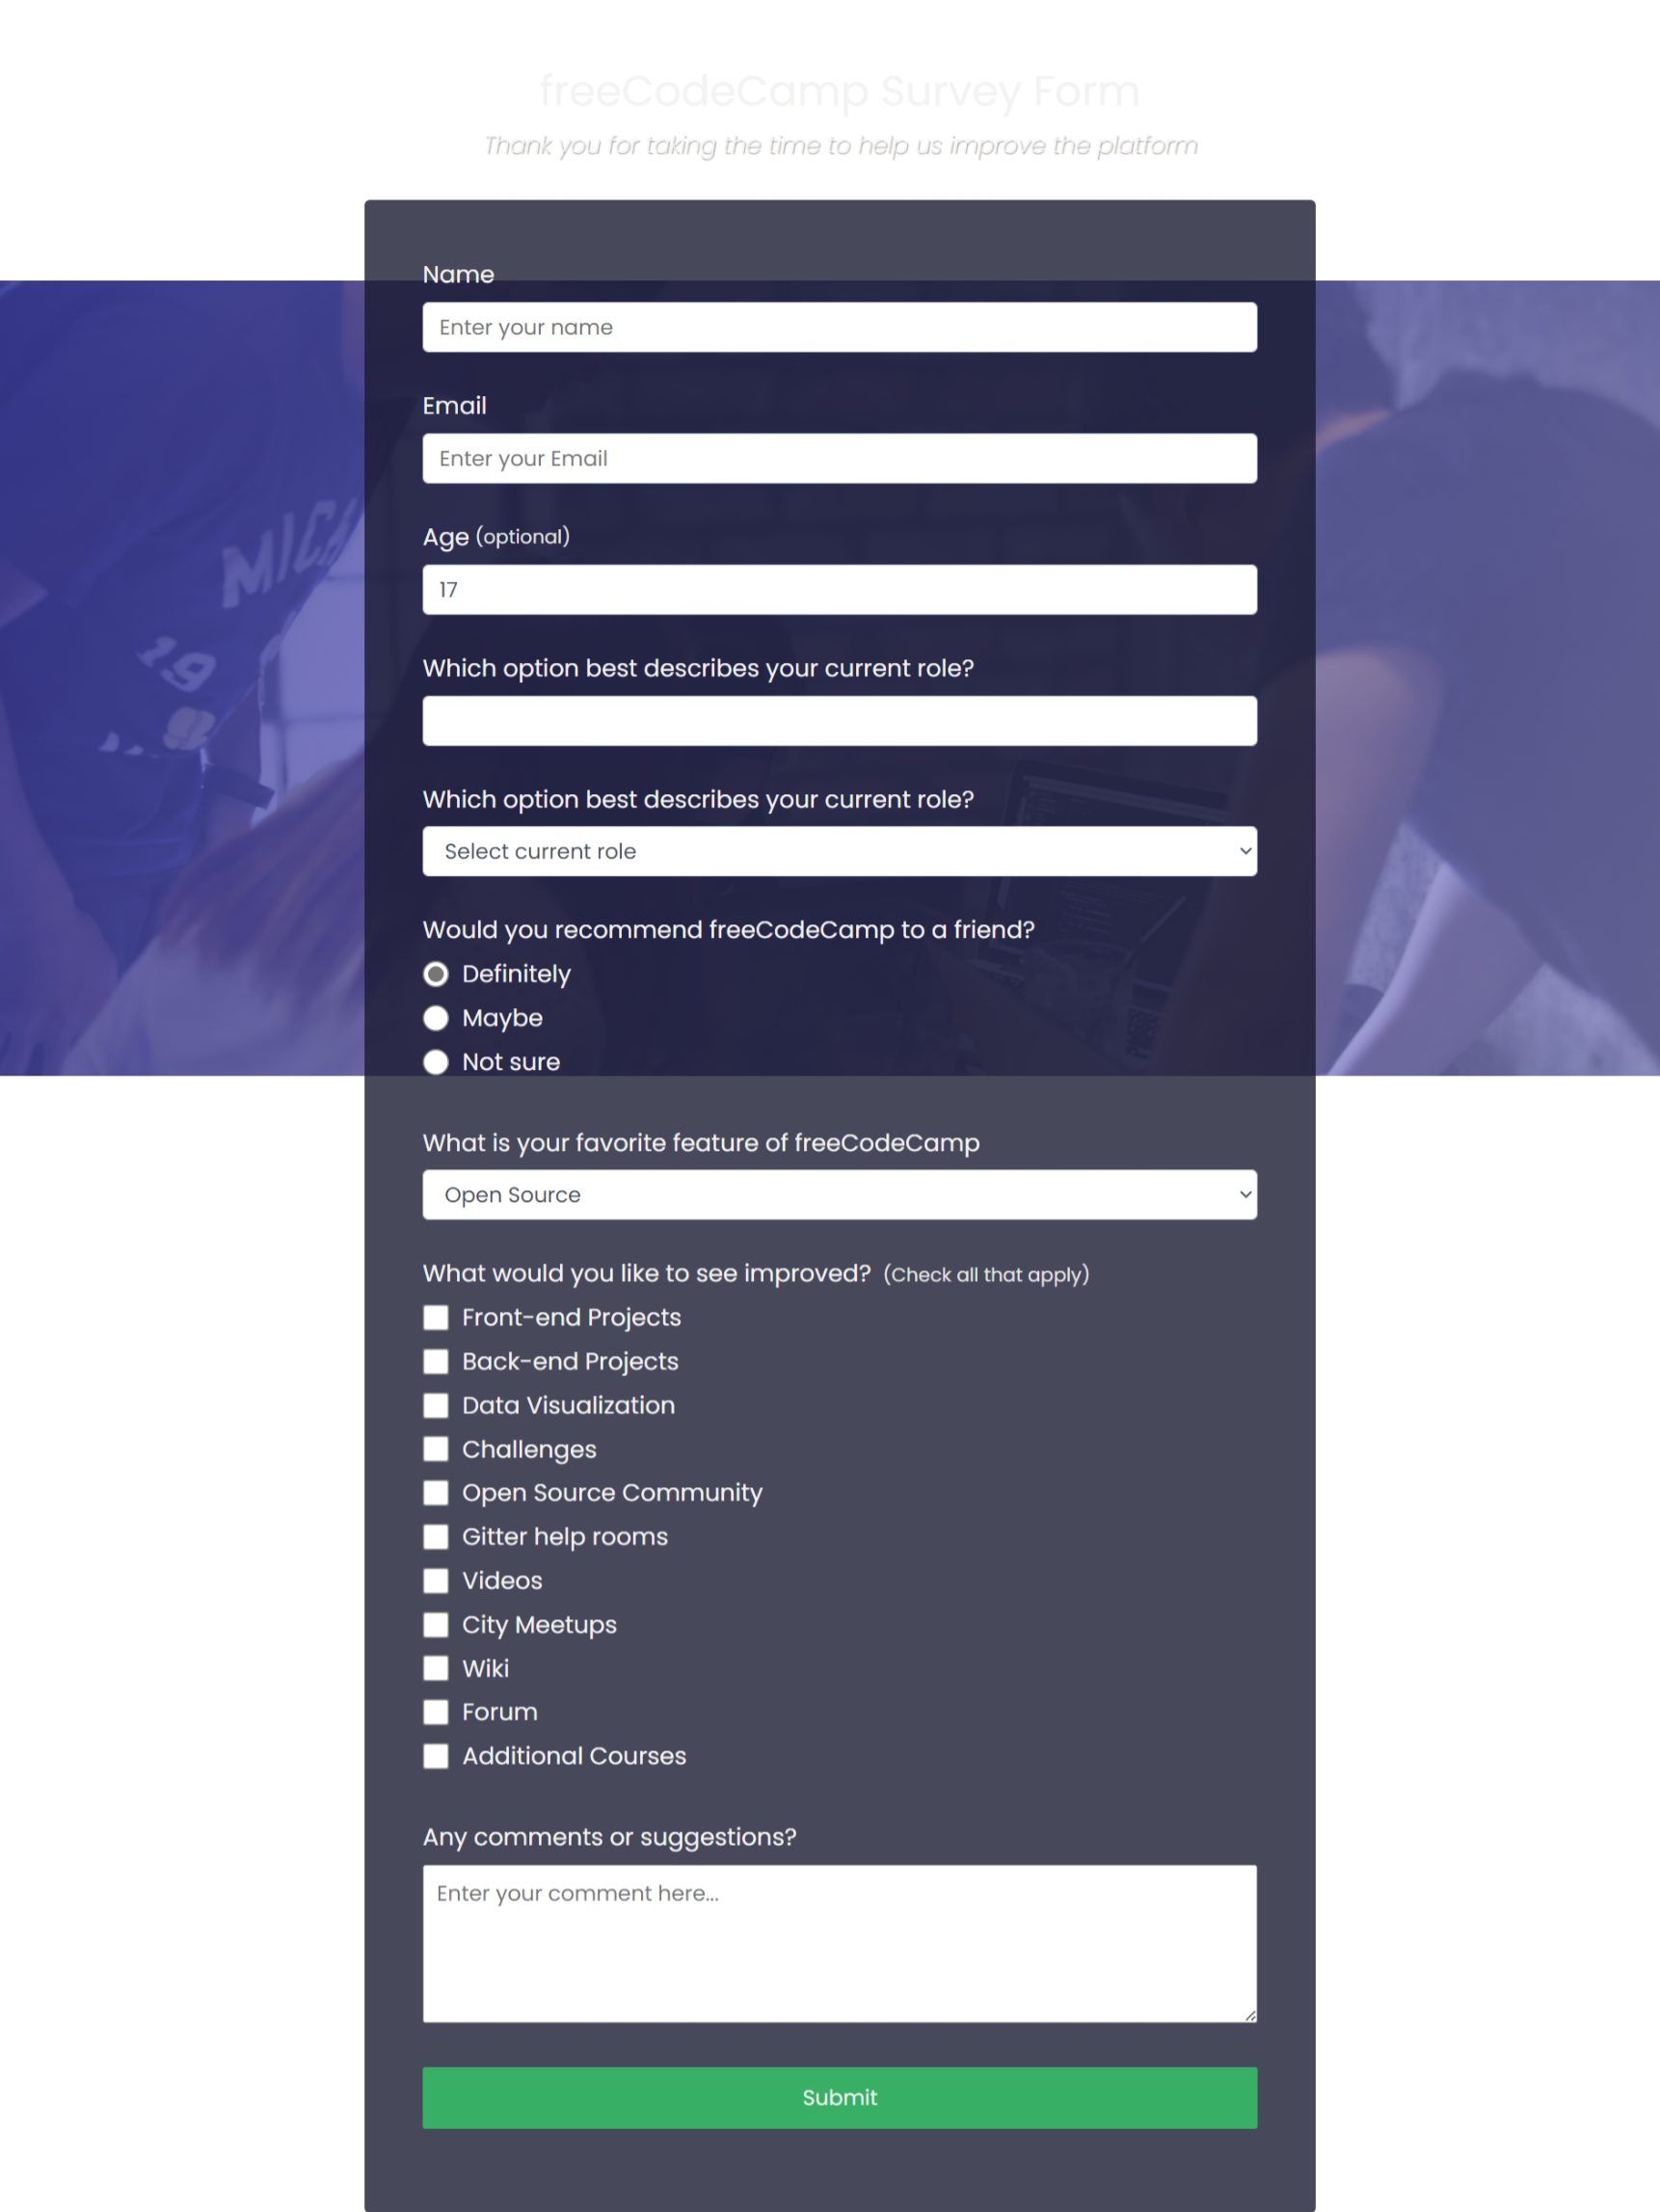 freeCodeCamp Survey Form
Thank you for taking the time to help us improve the platform
Name
Enter your name
Email
Enter your Email
Age (optional)
17
Which option best describes your current role?
Which option best describes your current role?
Select current role
Would you recommend freeCodeCamp to a friend?
Definitely
Maybe
Not sure
What is your favorite feature of freeCodeCamp
Open Source
What would you like to see improved? (Check all that apply)
Front-end Projects
Back-end Projects
Data Visualization
Challenges
Open Source Community
Gitter help rooms
Videos
City Meetups
Wiki
Forum
Additional Courses
Any comments or suggestions?
Enter your comment here...
Submit
MICH
19